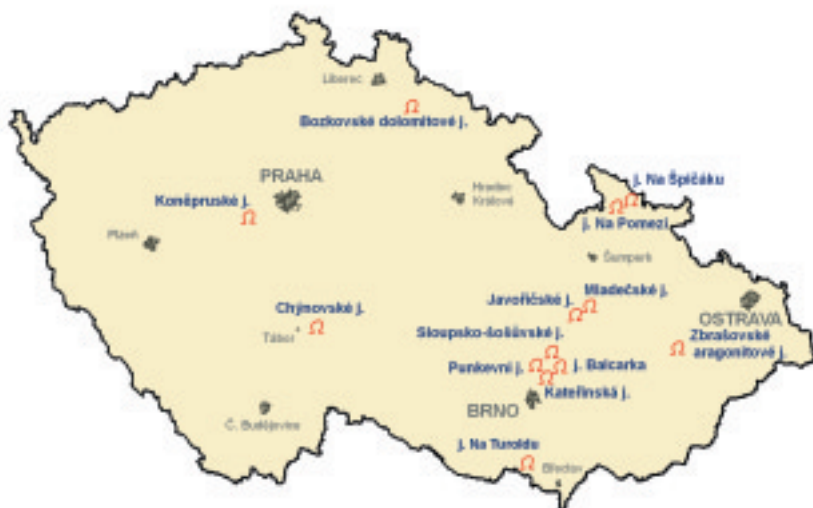 Liberec
Bozkovské dolomitové j.
PRAHA
Hradec
Králové
j. Na Špičáku
Koněpruské j.
j. Na Pomezí
Plzeň
Šumperk
Mladečské j.
Javoříčské j.
Chýnovské j.
OSTRAVA
Tábor
Sloupsko-šošůvské j.
Zbrašovské
aragonitové j.
Punkevní j.
j. Balcarka
Kateřinská j.
BRNO
Č. Budějovice
j. Na Turoldu
Břeclav